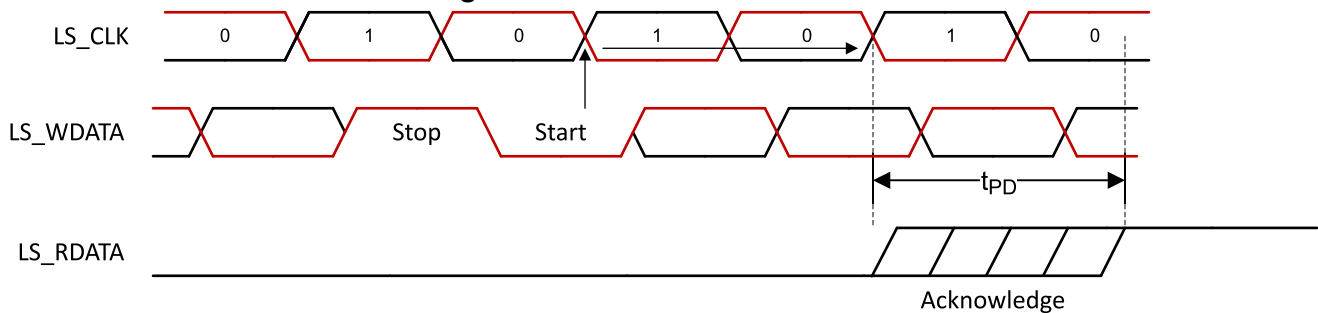 LS_CLK 0 1 0 1 0 1 0
LS_WDATA Stop Start
tPD
LS_RDATA
Acknowledge